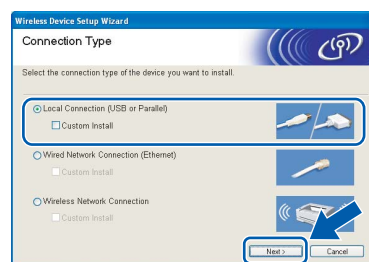 Wireless Device Setup Wizard
Connection Type
Select the connection type of the device you want to install.
Local Connection (USB or Parallel)
Custom Install
Wired Network Connection (Ethernet)
Custom Install
Wireless Network Connection
Custom Install
Next >
Cancel